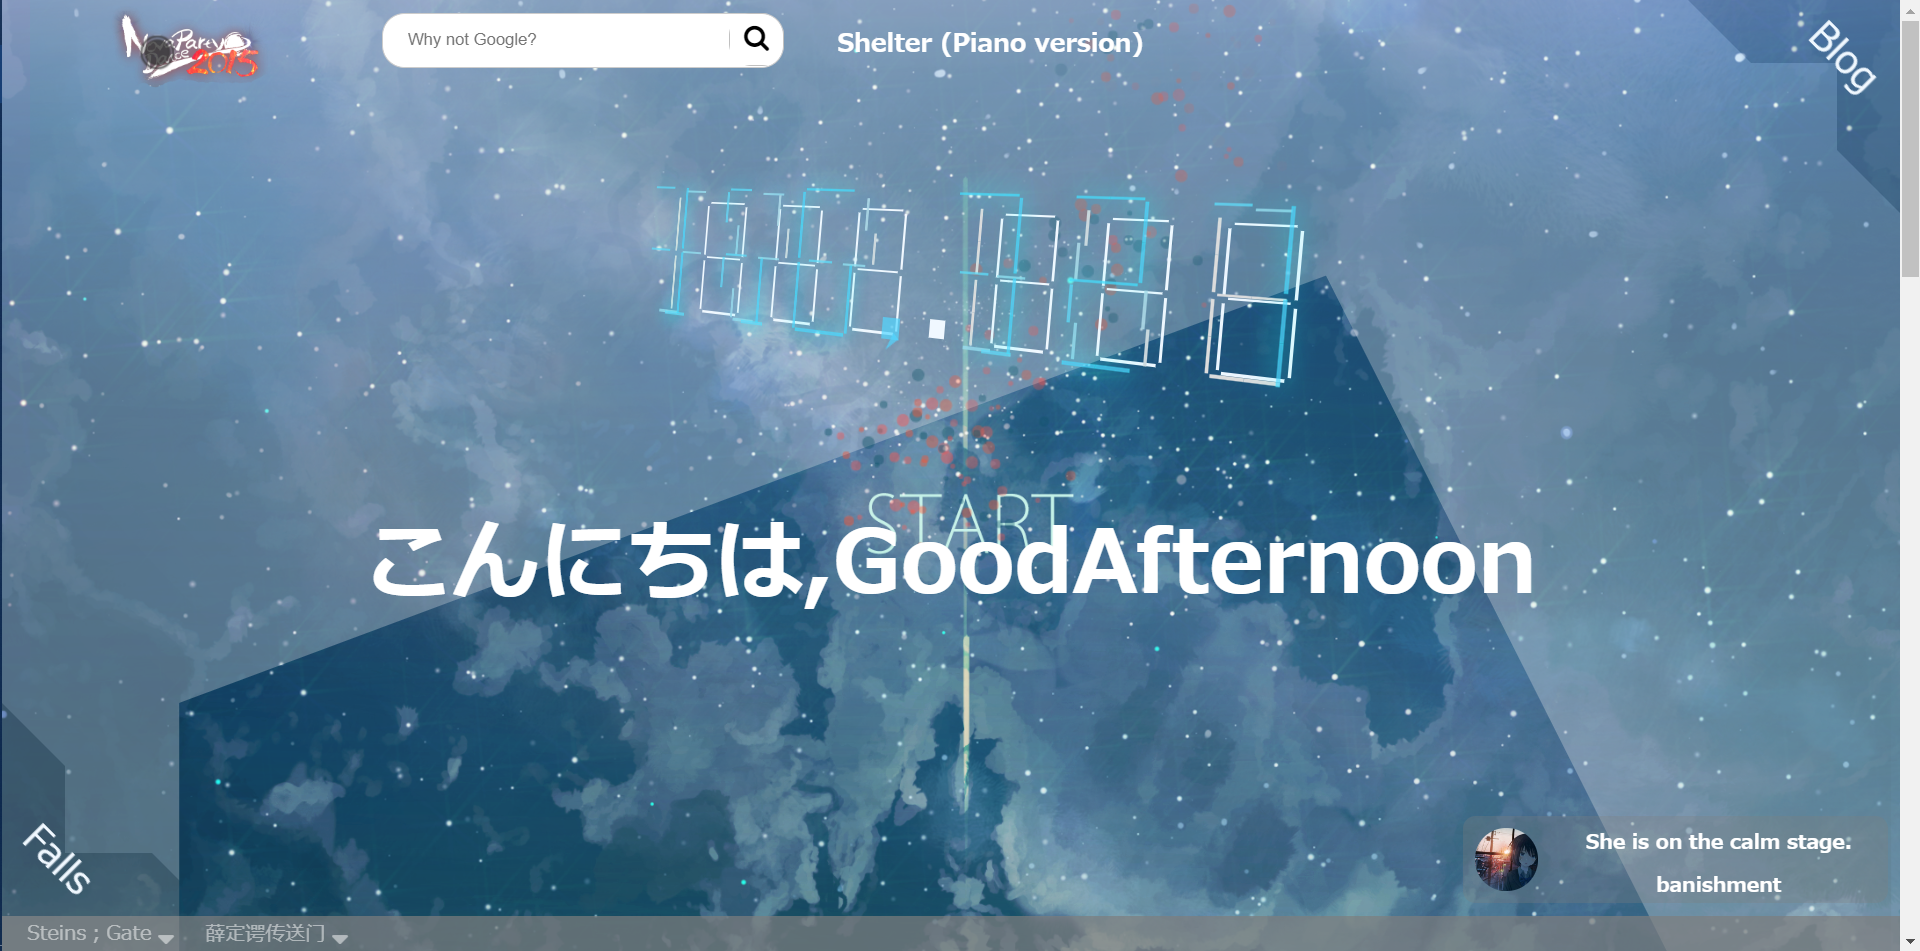 Why not Google?
Shelter (Piano version)
Blog
START
こんにちは,GoodAfternoon
Falls
She is on the calm stage.
banishment
Steins ; Gate
薛定谔传送门
2015